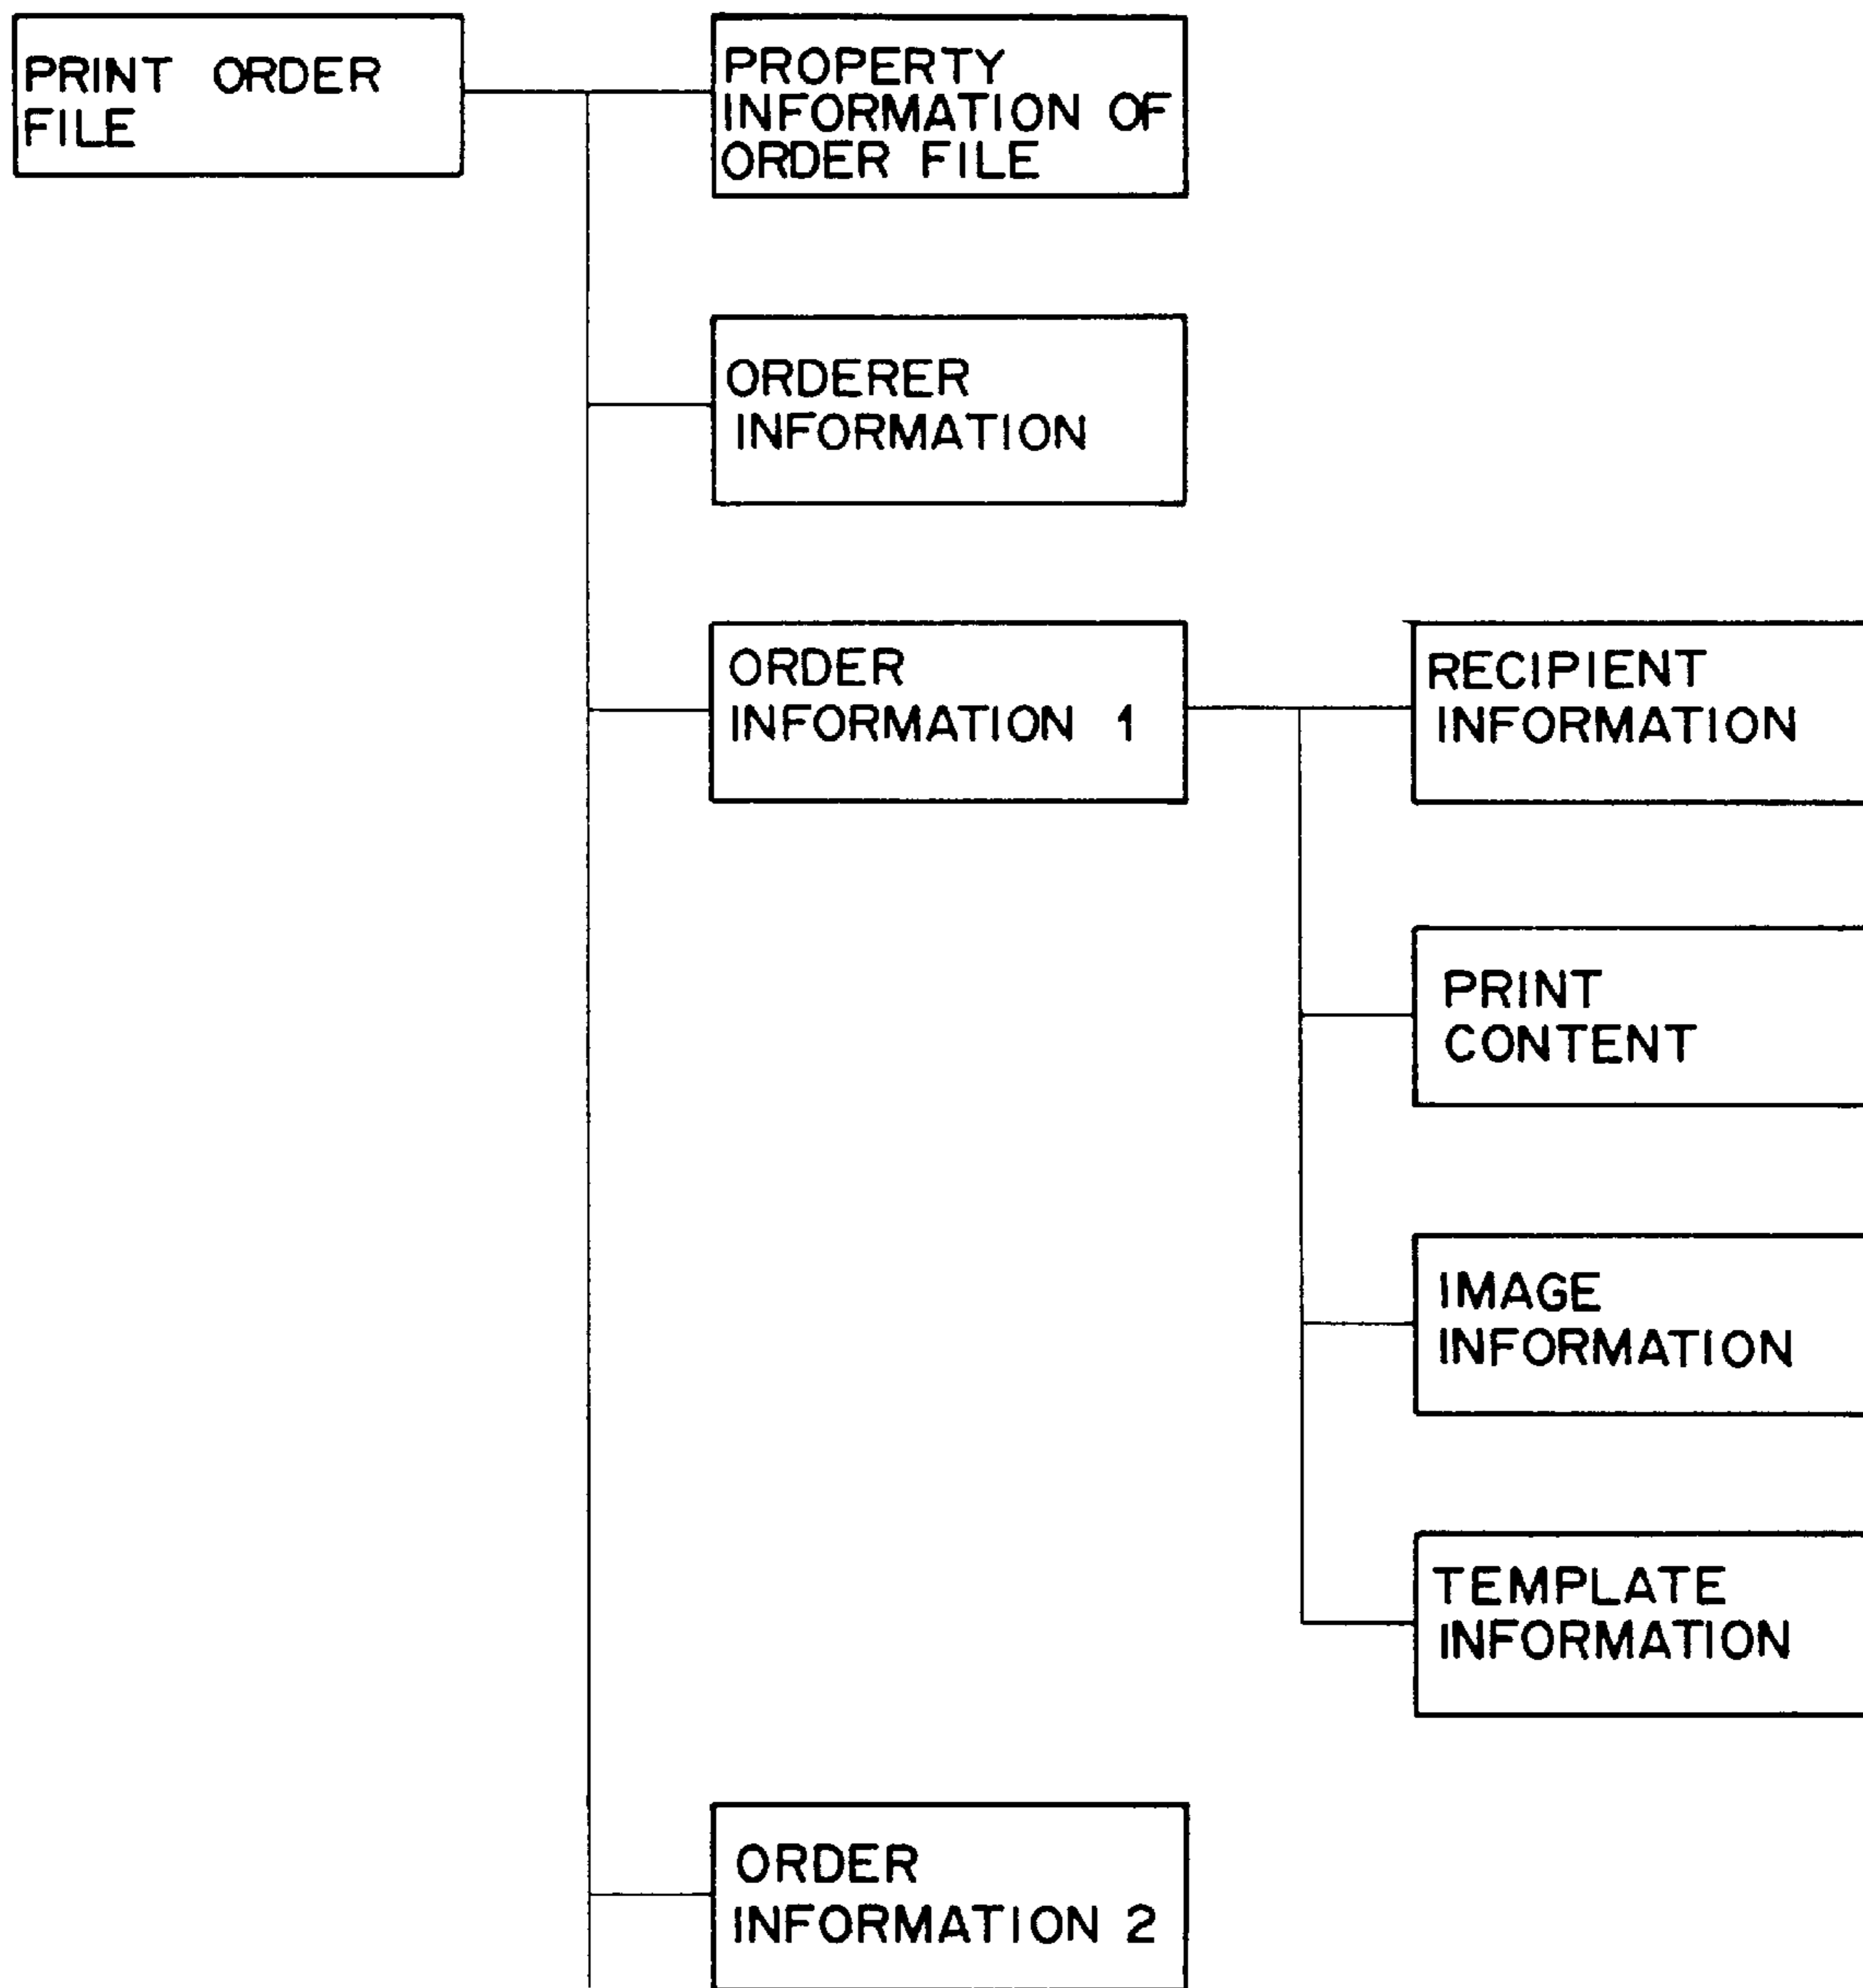 PRINT ORDER
FILE
PROPERTY
INFORMATION OF
ORDER FILE
ORDERER
INFORMATION
ORDER
INFORMATION 1
RECIPIENT
INFORMATION
PRINT
CONTENT
IMAGE
INFORMATION
TEMPLATE
INFORMATION
ORDER
INFORMATION 2